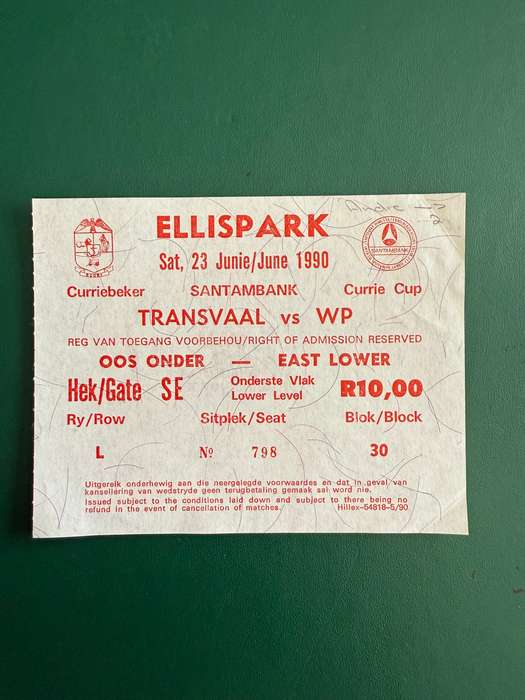 Andre
ELLISPARK
Sat, 23 Junie/June 1990
RUGBY
SANTAMBANK
Curriebeker SANTAMBANK Currie Cup
TRANSVAAL vs WP
REG VAN TOEGANG VOORBEHOU/RIGHT OF ADMISSION RESERVED
OOS ONDER — EAST LOWER
Hek/Gate SE Onderste Vlak R10,00
Lower Level
Ry/Row Sitplek/Seat Blok/Block
L Nº 798 30
Uitgereik onderhewig aan die neergelegde voorwaardes en dat in geval van
kansellering van wedstryde geen terugbetaling gemaak sal word nie.
Issued subject to the conditions laid down and subject to there being no
refund in the event of cancellation of matches. Hillex-54818-5/90